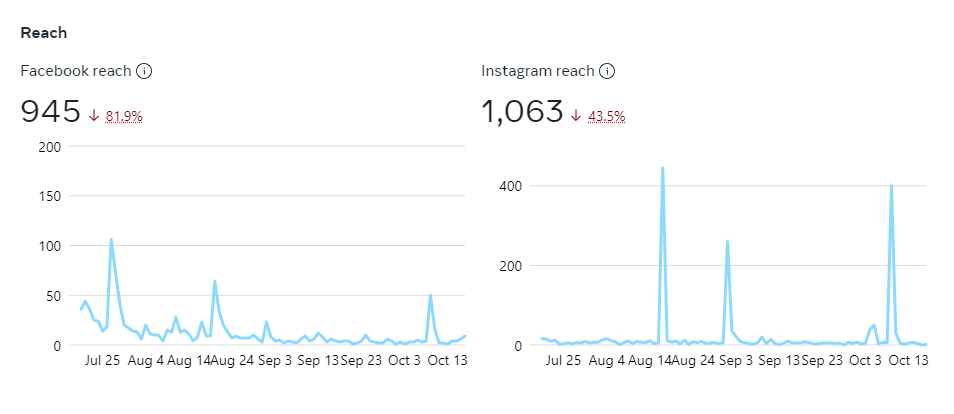 Reach
Facebook reach
945 ↓ 81.9%
200
150
100
50
0
Jul 25 Aug 4 Aug 14 Aug 24 Sep 3 Sep 13 Sep 23 Oct 3 Oct 13
Instagram reach
1,063 ↓ 43.5%
400
200
0
Jul 25 Aug 4 Aug 14 Aug 24 Sep 3 Sep 13 Sep 23 Oct 3 Oct 13